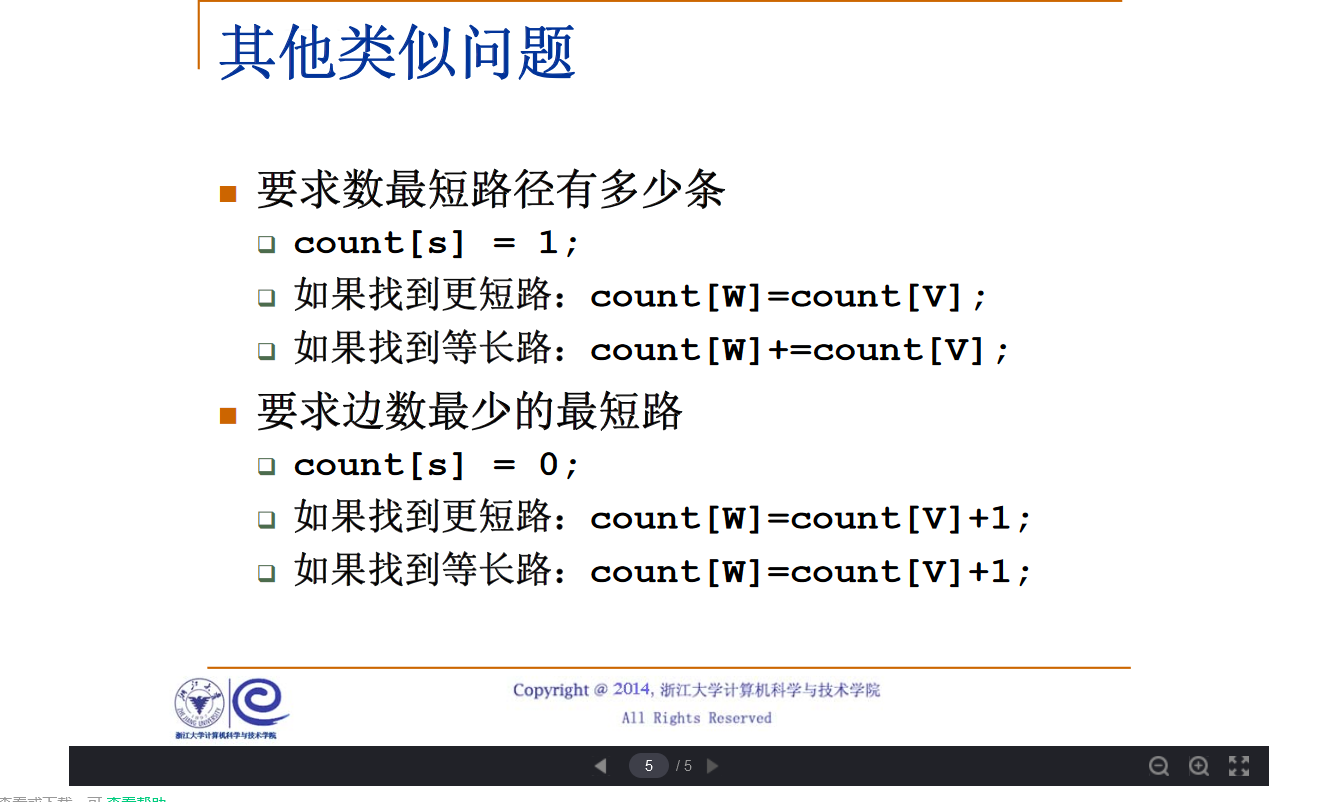 其他类似问题
要求数最短路径有多少条
count[s] = 1;
如果找到更短路：count[W]=count[V];
如果找到等长路：count[W]+=count[V];
要求边数最少的最短路
count[s] = 0;
如果找到更短路：count[W]=count[V]+1;
如果找到等长路：count[W]=count[V]+1;
Copyright @ 2014, 浙江大学计算机科学与技术学院
All Rights Reserved
浙江大学计算机科学与技术学院
5 / 5